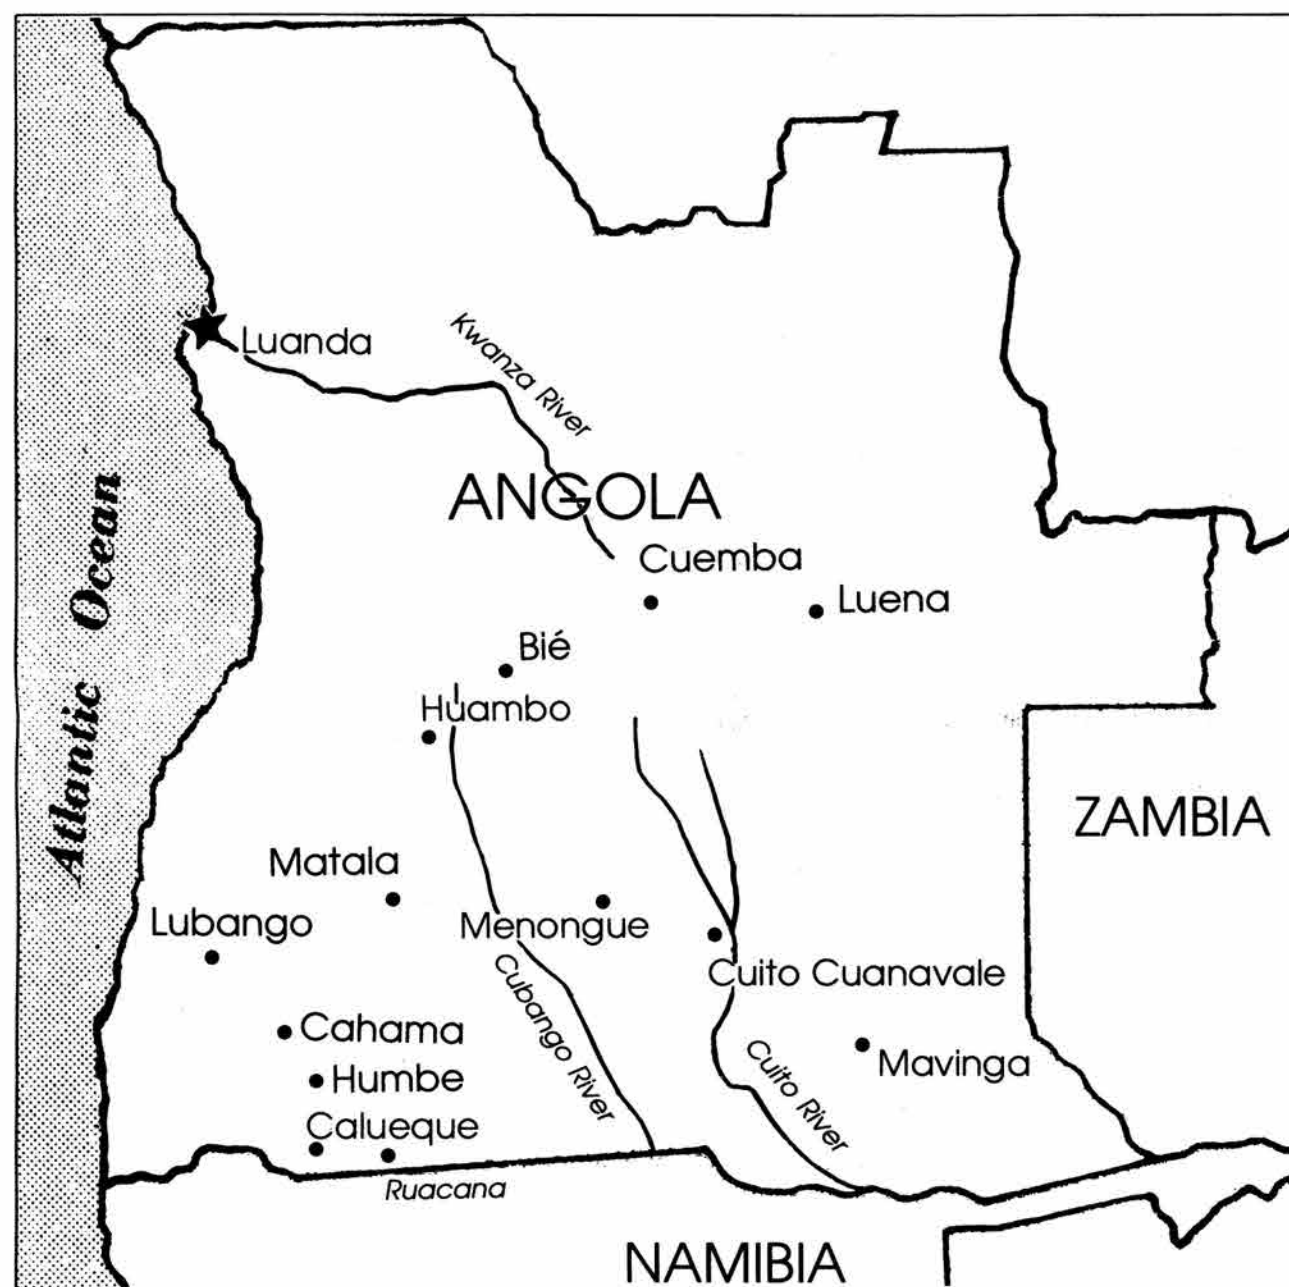 Luanda
Kwanza River
ANGOLA
Cuemba
Luena
Bié
Huambo
Atlantic Ocean
ZAMBIA
Matala
Lubango
Menongue
Cuito Cuanavale
Cubango River
Cahama
Mavinga
Cuito River
Humbe
Calueque
Ruacana
NAMIBIA